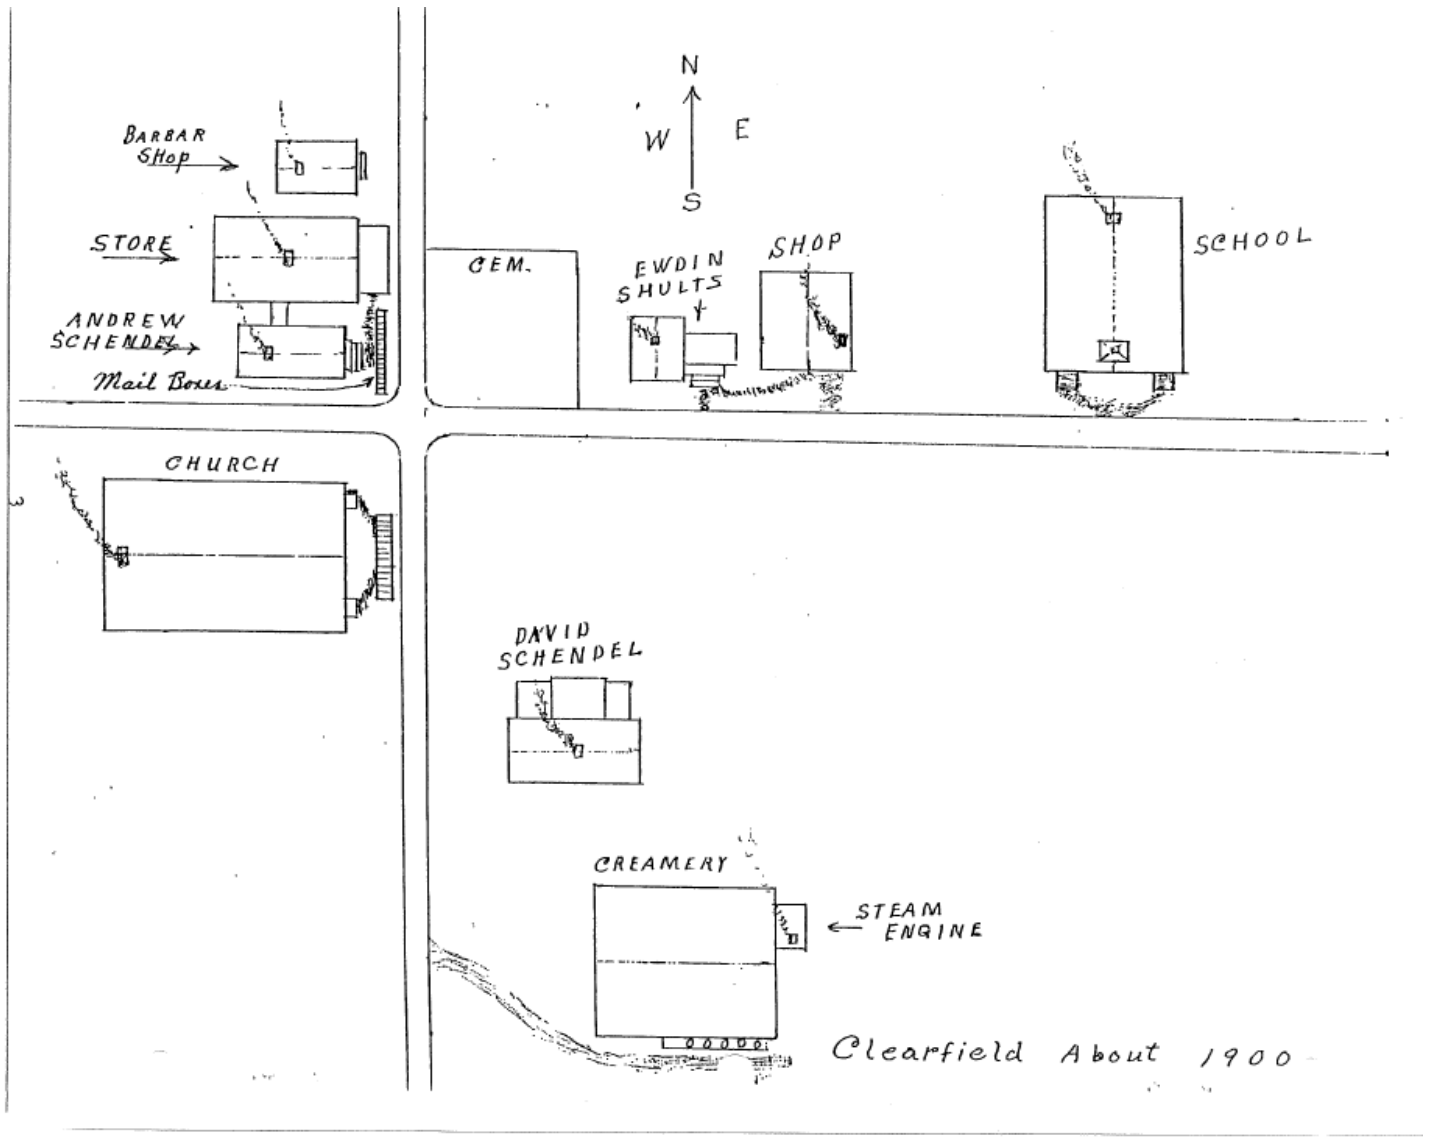 N
W E
S
BARBAR
SHOP
STORE
ANDREW
SCHENDEL
Mail Boxes
CEM.
EWDIN
SHULTS
SHOP
SCHOOL
CHURCH
3
DAVID
SCHENDEL
CREAMERY
STEAM
ENGINE
Clearfield About 1900